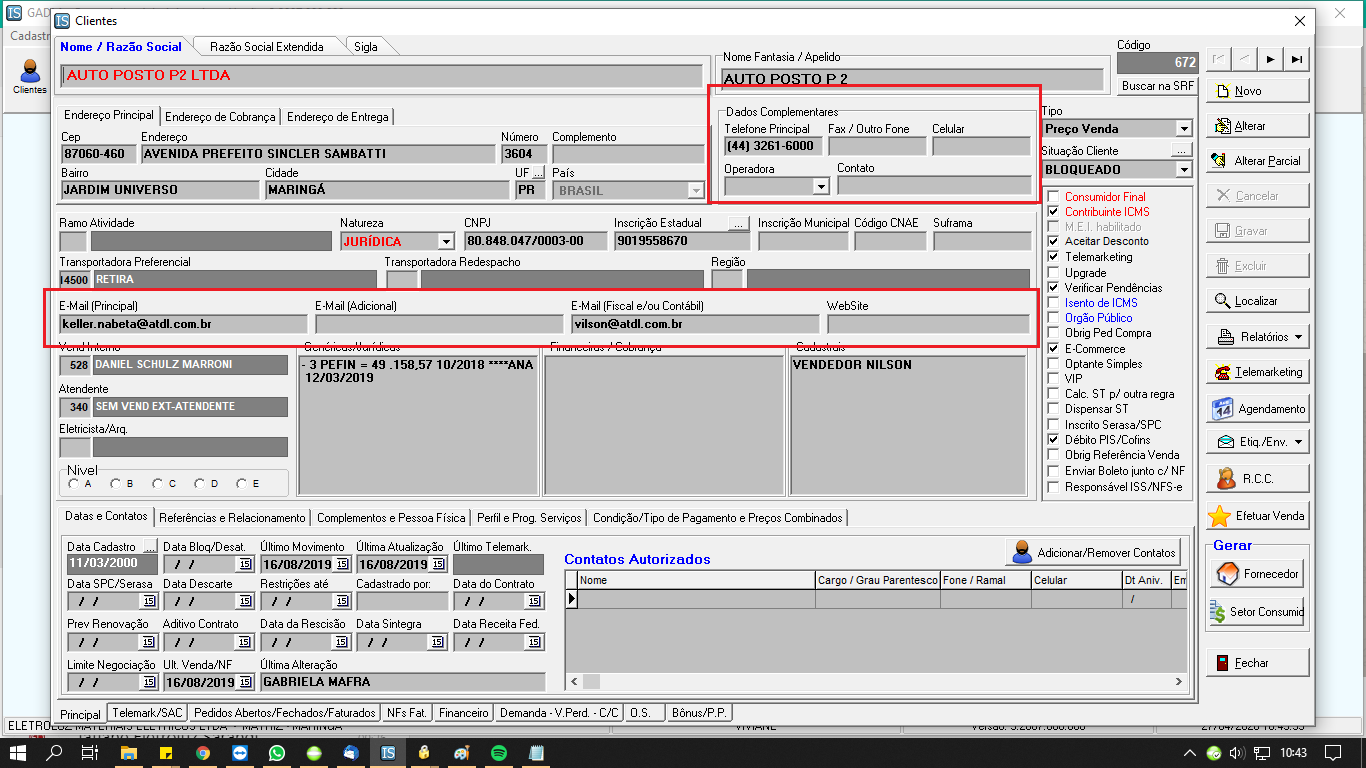 GAD
Clientes
Cadastr
Clientes
Nome / Razão Social
Razão Social Extendida
Sigla
AUTO POSTO P2 LTDA
Nome Fantasia / Apelido
AUTO POSTO P 2
Código
672
Buscar na SRF
Endereço Principal
Endereço de Cobrança
Endereço de Entrega
Cep
Endereço
Número
Complemento
87060-460
AVENIDA PREFEITO SINCLER SAMBATTI
3604
Bairro
Cidade
UF
...
País
JARDIM UNIVERSO
MARINGÁ
PR
BRASIL
Dados Complementares
Telefone Principal
Fax / Outro Fone
Celular
(44) 3261-6000
Operadora
Contato
Tipo
Preço Venda
Situação Cliente
...
BLOQUEADO
Ramo Atividade
Natureza
CNPJ
Inscrição Estadual
...
Inscrição Municipal
Código CNAE
Suframa
JURÍDICA
80.848.047/0003-00
9019558670
Transportadora Preferencial
Transportadora Redespacho
Região
14500
RETIRA
E-Mail (Principal)
E-Mail (Adicional)
E-Mail (Fiscal e/ou Contábil)
WebSite
keller.nabeta@atdl.com.br
vilson@atdl.com.br
Vend Interno
Genéricas/Jurídicas
Financeiras / Cobrança
Cadastrais
528
DANIEL SCHULZ MARRONI
- 3 PEFIN = 49 .158,57 10/2018 ****ANA
12/03/2019
VENDEDOR NILSON
Atendente
340
SEM VEND EXT-ATENDENTE
Eletricista/Arq.
Nivel
A
B
C
D
E
Consumidor Final
Contribuinte ICMS
M.E.I. habilitado
Aceitar Desconto
Telemarketing
Upgrade
Verificar Pendências
Isento de ICMS
Orgão Público
Obrig Ped Compra
E-Commerce
Optante Simples
VIP
Calc. ST p/ outra regra
Dispensar ST
Inscrito Serasa/SPC
Débito PIS/Cofins
Obrig Referência Venda
Enviar Boleto junto c/ NF
Responsável ISS/NFS-e
Novo
Alterar
Alterar Parcial
Cancelar
Gravar
Excluir
Localizar
Relatórios
Telemarketing
Agendamento
Etiq./Env.
R.C.C.
Efetuar Venda
Gerar
Fornecedor
Setor Consumid
Fechar
Datas e Contatos
Referências e Relacionamento
Complementos e Pessoa Física
Perfil e Prog. Serviços
Condição/Tipo de Pagamento e Preços Combinados
Data Cadastro
...
Data Bloq/Desat.
Último Movimento
Última Atualização
Último Telemark.
11/03/2000
/ /
16/08/2019
16/08/2019
Data SPC/Serasa
Data Descarte
Restrições até
Cadastrado por:
Data do Contrato
/ /
/ /
/ /
/ /
Prev Renovação
Aditivo Contrato
Data da Rescisão
Data Sintegra
Data Receita Fed.
/ /
/ /
/ /
/ /
/ /
Limite Negociação
Ult. Venda/NF
Última Alteração
/ /
16/08/2019
GABRIELA MAFRA
Contatos Autorizados
Adicionar/Remover Contatos
Nome
Cargo / Grau Parentesco
Fone / Ramal
Celular
Dt Aniv.
Em
/
Principal
Telemark/SAC
Pedidos Abertos/Fechados/Faturados
NFs Fat.
Financeiro
Demanda - V.Perd. - C/C
O.S.
Bônus/P.P.
10:43